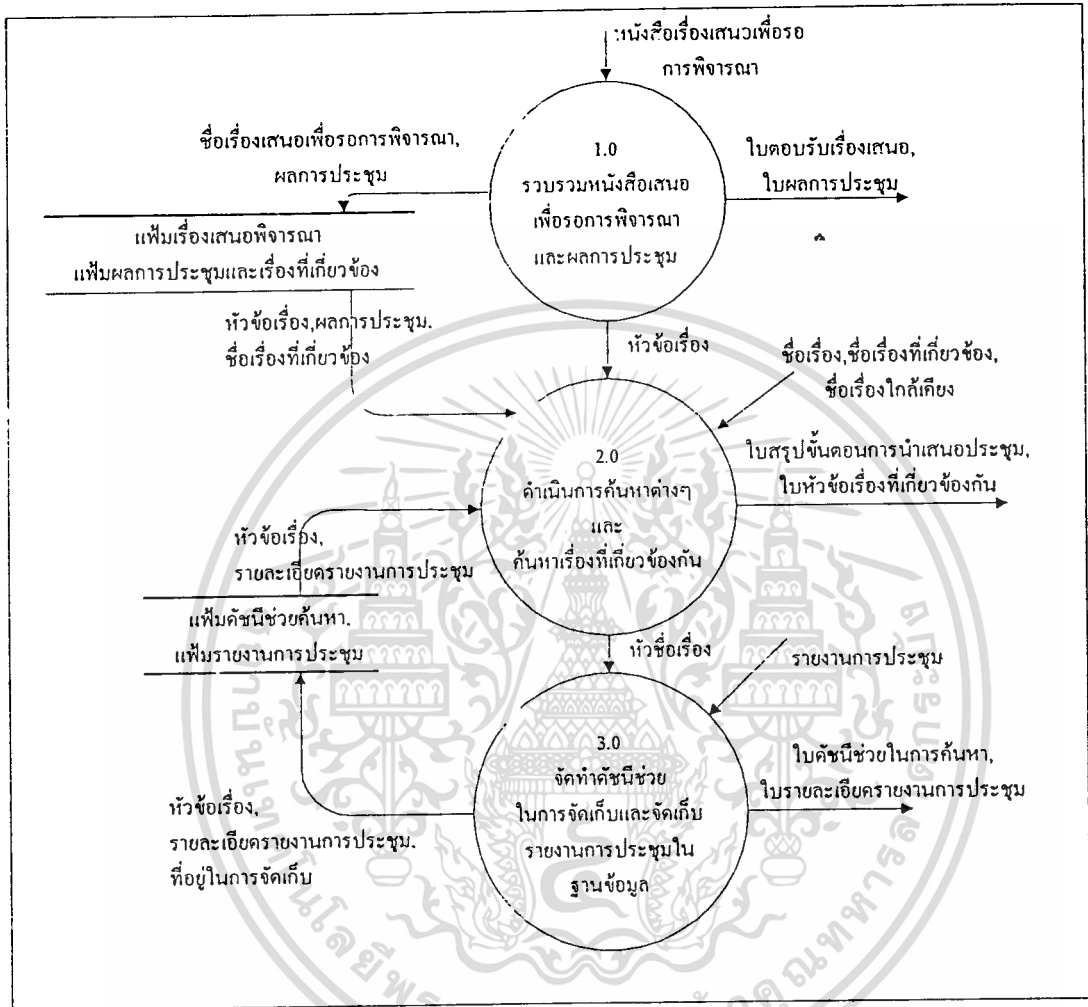 หนังสือเรื่องเสนอเพื่อรอ
การพิจารณา
ชื่อเรื่องเสนอเพื่อรอการพิจารณา,
ผลการประชุม
1.0
รวบรวมหนังสือเสนอ
เพื่อรอการพิจารณา
และผลการประชุม
ใบตอบรับเรื่องเสนอ,
ใบผลการประชุม
แฟ้มเรื่องเสนอพิจารณา
แฟ้มผลการประชุมและเรื่องที่เกี่ยวข้อง
หัวข้อเรื่อง,ผลการประชุม.
ชื่อเรื่องที่เกี่ยวข้อง
หัวข้อเรื่อง
ชื่อเรื่อง,ชื่อเรื่องที่เกี่ยวข้อง,
ชื่อเรื่องใกล้เคียง
2.0
ดำเนินการค้นหาต่างๆ
และ
ค้นหาเรื่องที่เกี่ยวข้องกัน
ใบสรุปขั้นตอนการนำเสนอประชุม,
ใบหัวข้อเรื่องที่เกี่ยวข้องกัน
หัวข้อเรื่อง,
รายละเอียดรายงานการประชุม
แฟ้มดัชนีช่วยค้นหา.
แฟ้มรายงานการประชุม
หัวชื่อเรื่อง
รายงานการประชุม
3.0
จัดทำดัชนีช่วย
ในการจัดเก็บและจัดเก็บ
รายงานการประชุมใน
ฐานข้อมูล
ใบดัชนีช่วยในการค้นหา,
ใบรายละเอียดรายงานการประชุม
หัวข้อเรื่อง,
รายละเอียดรายงานการประชุม.
ที่อยู่ในการจัดเก็บ